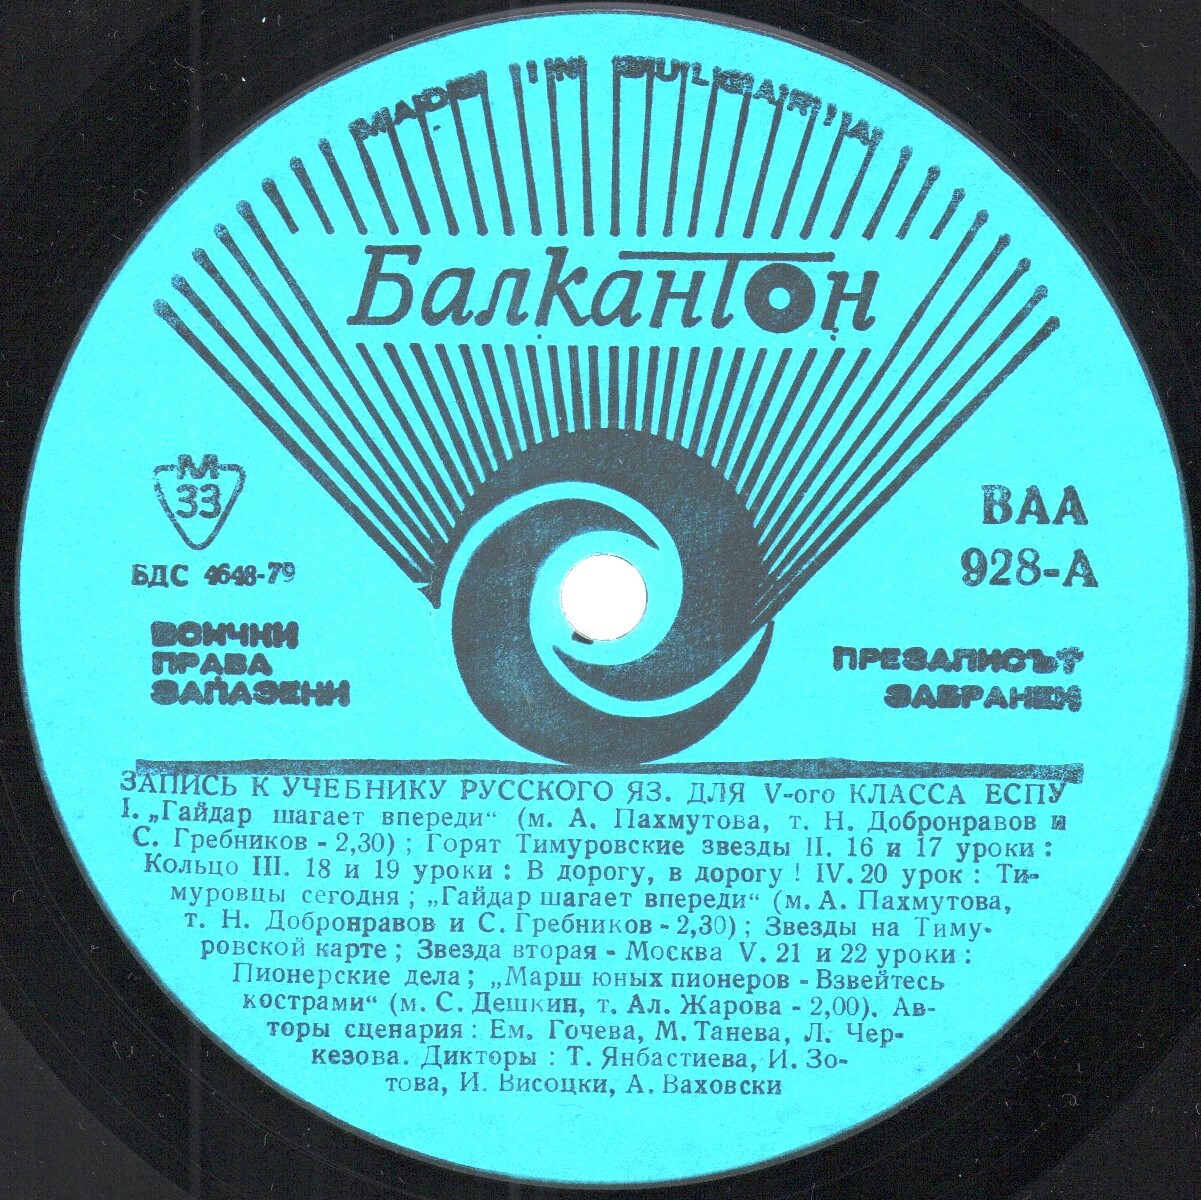 MADE IN BULGARIA
Балкантон
М
33
БДС 4648-79
ВАА
928-А
ВСИЧКИ
ПРАВА
ЗАПАЗЕНИ
ПРЕЗАПИСЪТ
ЗАБРАНЕН
ЗАПИСЬ К УЧЕБНИКУ РУССКОГО ЯЗ. ДЛЯ V-ого КЛАССА ЕСПУ
I. „Гайдар шагает впереди“ (м. А. Пахмутова, т. Н. Добронравов и
С. Гребников - 2,30) ; Горят Тимуровские звезды II. 16 и 17 уроки :
Кольцо III. 18 и 19 уроки : В дорогу, в дорогу ! IV. 20 урок : Ти-
муровцы сегодня ; „Гайдар шагает впереди“ (м. А. Пахмутова,
т. Н. Добронравов и С. Гребников - 2,30) ; Звезды на Тиму-
ровской карте ; Звезда вторая - Москва V. 21 и 22 уроки :
Пионерские дела ; „Марш юных пионеров - Взвейтесь
кострами“ (м. С. Дешкин, т. Ал. Жарова - 2,00). Ав-
торы сценария : Ем. Гочева, М. Танева, Л. Чер-
кезова. Дикторы : Т. Янбастиева, И. Зо-
това, И. Висоцки, А. Ваховски